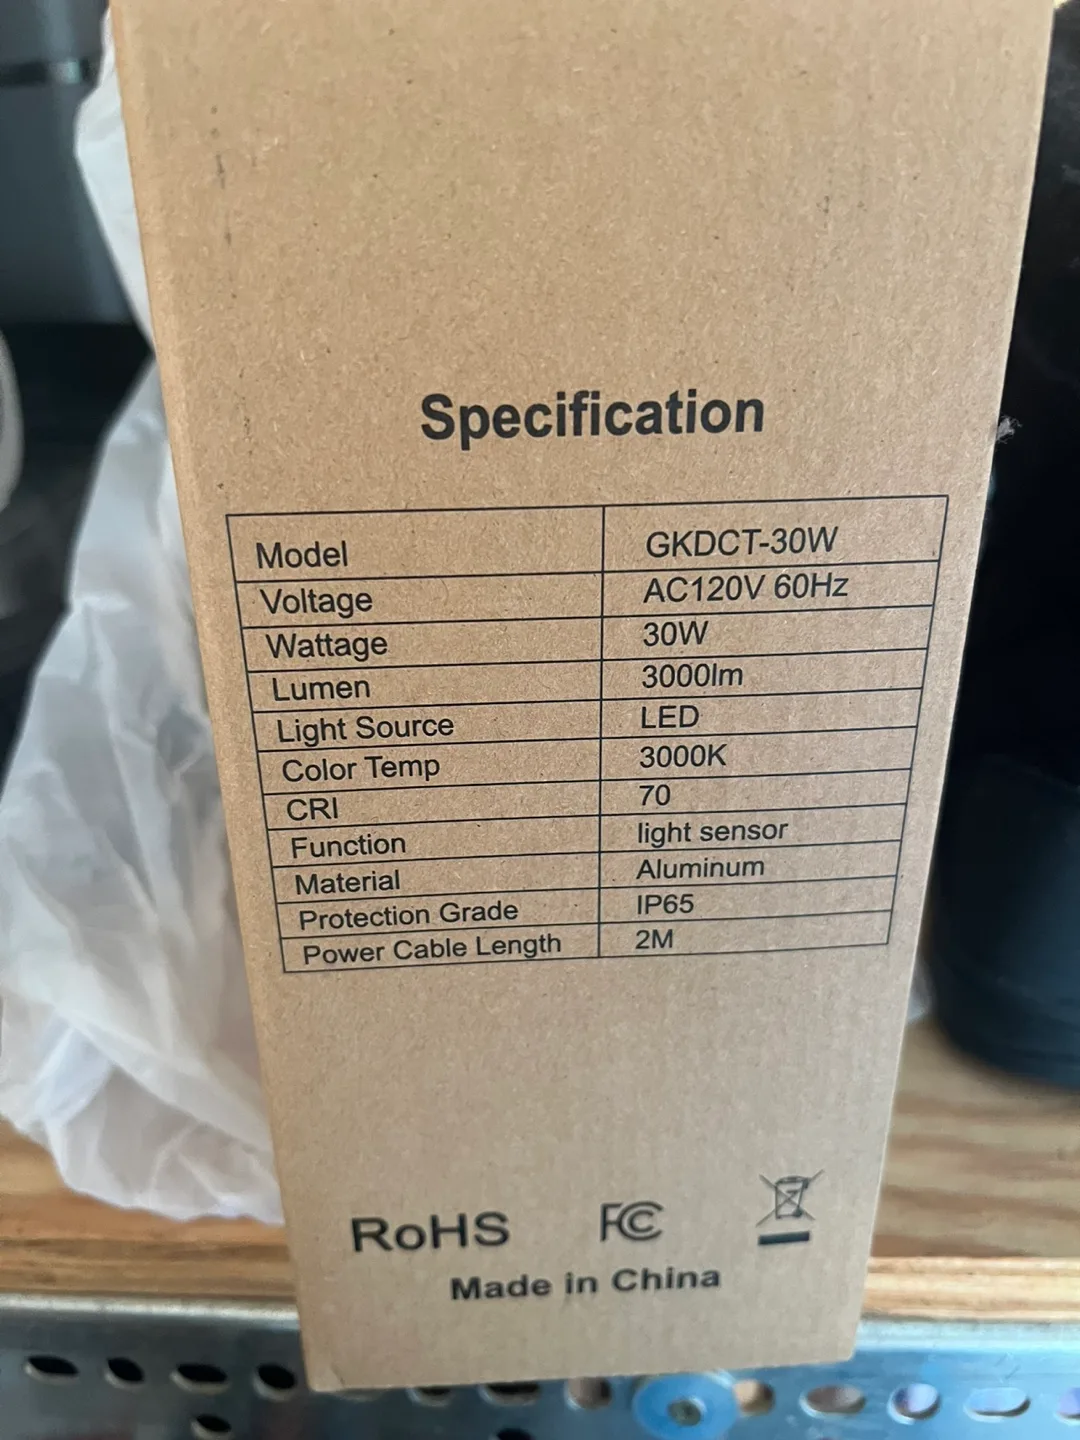 Specification
Model GKDCT-30W
Voltage AC120V 60Hz
Wattage 30W
Lumen 3000lm
Light Source LED
Color Temp 3000K
CRI 70
Function light sensor
Material Aluminum
Protection Grade IP65
Power Cable Length 2M
RoHS FC
Made in China